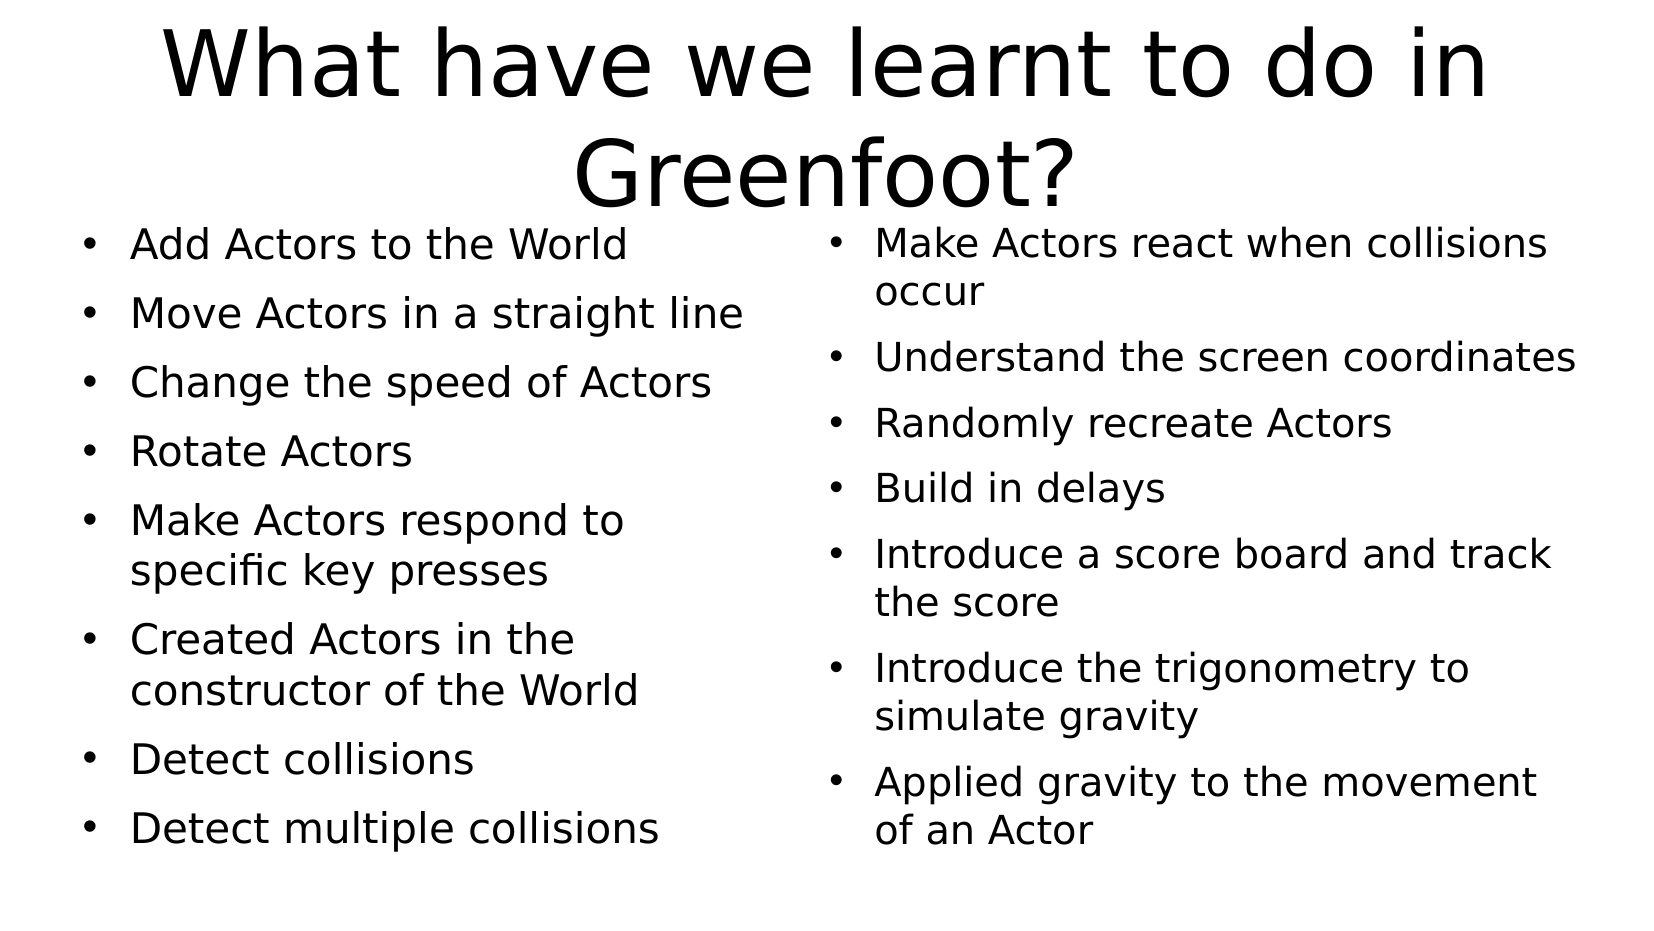 What have we learnt to do in
Greenfoot?
• Add Actors to the World
• Move Actors in a straight line
• Change the speed of Actors
• Rotate Actors
• Make Actors respond to
specific key presses
• Created Actors in the
constructor of the World
• Detect collisions
• Detect multiple collisions
• Make Actors react when collisions
occur
• Understand the screen coordinates
• Randomly recreate Actors
• Build in delays
• Introduce a score board and track
the score
• Introduce the trigonometry to
simulate gravity
• Applied gravity to the movement
of an Actor